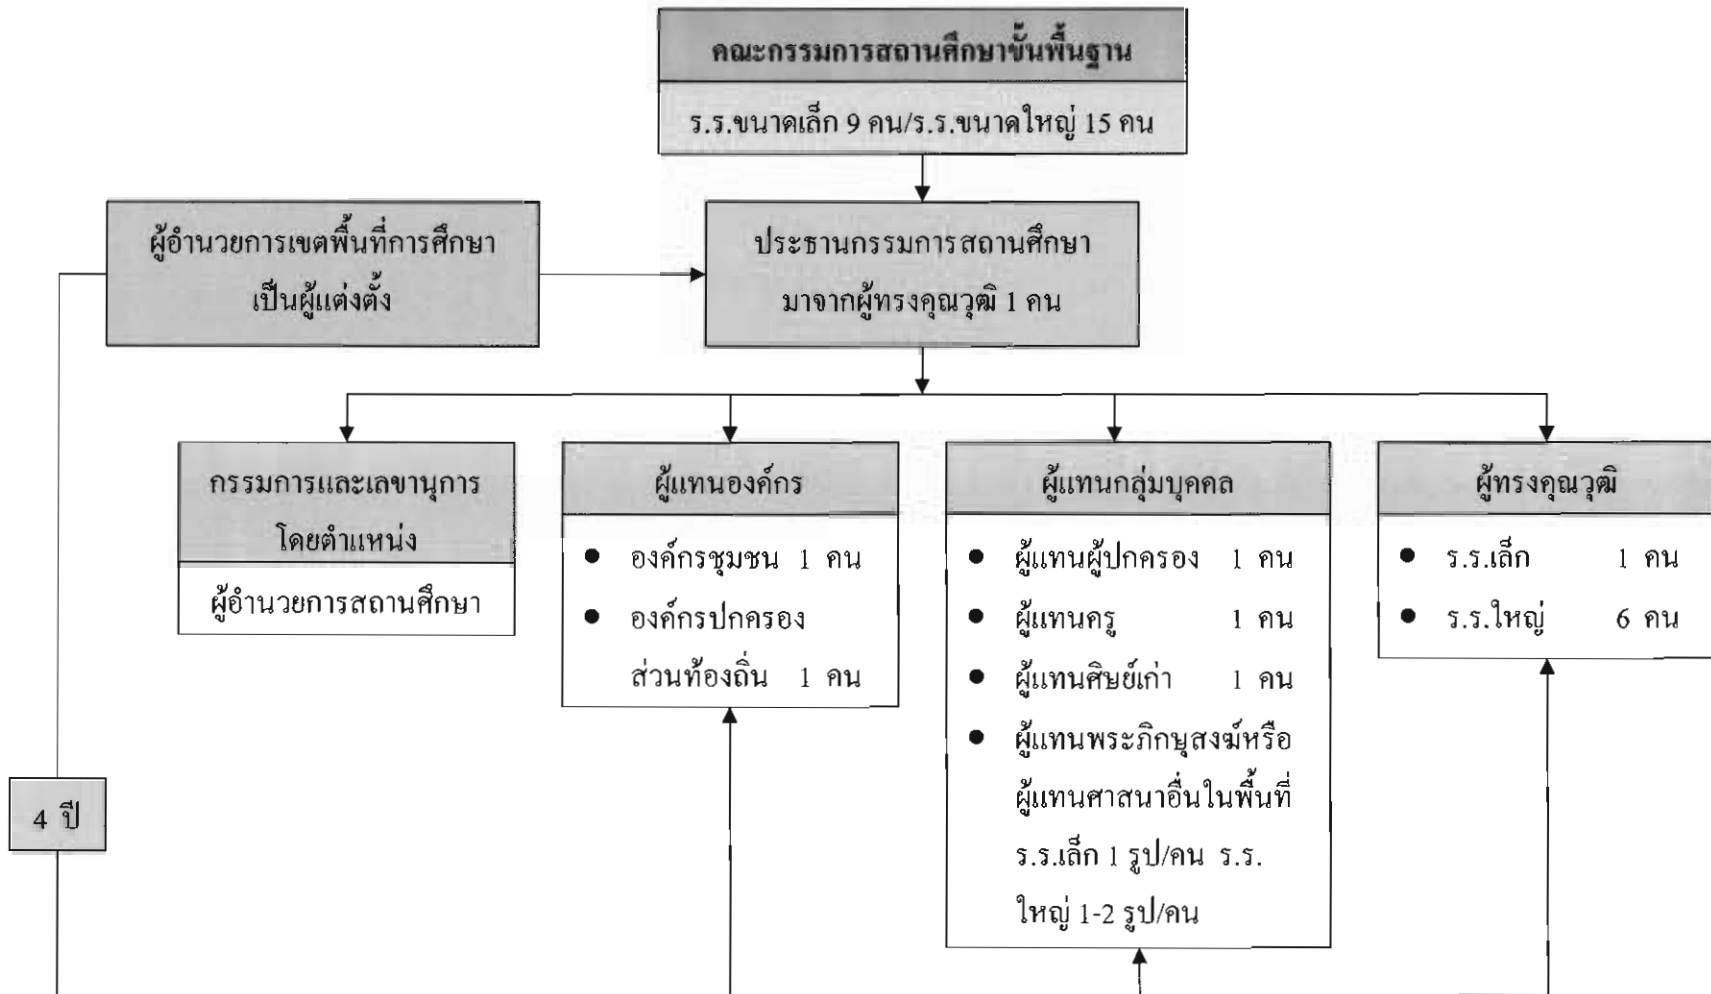 คณะกรรมการสถานศึกษาขั้นพื้นฐาน
ร.ร.ขนาดเล็ก 9 คน/ร.ร.ขนาดใหญ่ 15 คน
ผู้อำนวยการเขตพื้นที่การศึกษา
เป็นผู้แต่งตั้ง
ประธานกรรมการสถานศึกษา
มาจากผู้ทรงคุณวุฒิ 1 คน
กรรมการและเลขานุการ
โดยตำแหน่ง
ผู้อำนวยการสถานศึกษา
ผู้แทนองค์กร
• องค์กรชุมชน 1 คน
• องค์กรปกครอง
ส่วนท้องถิ่น 1 คน
ผู้แทนกลุ่มบุคคล
• ผู้แทนผู้ปกครอง 1 คน
• ผู้แทนครู 1 คน
• ผู้แทนศิษย์เก่า 1 คน
• ผู้แทนพระภิกษุสงฆ์หรือ
ผู้แทนศาสนาอื่นในพื้นที่
ร.ร.เล็ก 1 รูป/คน ร.ร.
ใหญ่ 1-2 รูป/คน
ผู้ทรงคุณวุฒิ
• ร.ร.เล็ก 1 คน
• ร.ร.ใหญ่ 6 คน
4 ปี